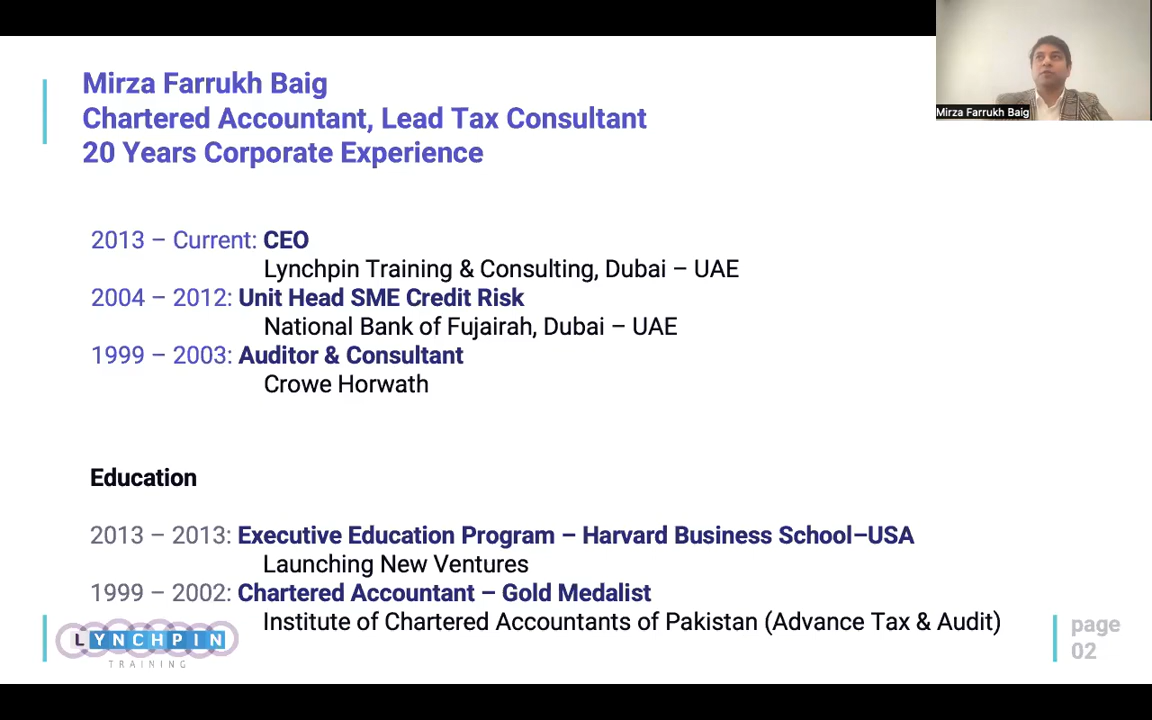 Mirza Farrukh Baig
Chartered Accountant, Lead Tax Consultant
20 Years Corporate Experience
Mirza Farrukh Baig
2013 – Current: CEO
Lynchpin Training & Consulting, Dubai – UAE
2004 – 2012: Unit Head SME Credit Risk
National Bank of Fujairah, Dubai – UAE
1999 – 2003: Auditor & Consultant
Crowe Horwath
Education
2013 – 2013: Executive Education Program – Harvard Business School–USA
Launching New Ventures
1999 – 2002: Chartered Accountant – Gold Medalist
Institute of Chartered Accountants of Pakistan (Advance Tax & Audit)
LYNCHPIN
TRAINING
page
02